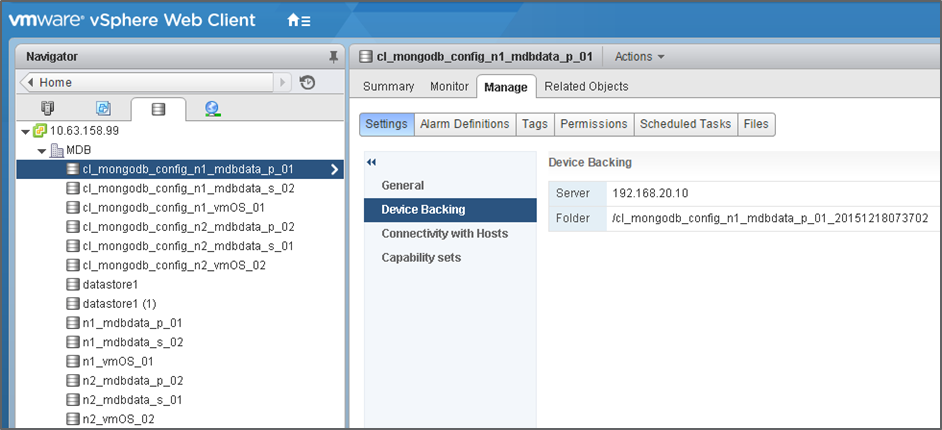 vmware® vSphere Web Client
Navigator
Home
10.63.158.99
MDB
cl_mongodb_config_n1_mdbdata_p_01
cl_mongodb_config_n1_mdbdata_s_02
cl_mongodb_config_n1_vmOS_01
cl_mongodb_config_n2_mdbdata_p_02
cl_mongodb_config_n2_mdbdata_s_01
cl_mongodb_config_n2_vmOS_02
datastore1
datastore1 (1)
n1_mdbdata_p_01
n1_mdbdata_s_02
n1_vmOS_01
n2_mdbdata_p_02
n2_mdbdata_s_01
n2_vmOS_02
cl_mongodb_config_n1_mdbdata_p_01 Actions
Summary Monitor Manage Related Objects
Settings Alarm Definitions Tags Permissions Scheduled Tasks Files
General
Device Backing
Connectivity with Hosts
Capability sets
Device Backing
Server 192.168.20.10
Folder /cl_mongodb_config_n1_mdbdata_p_01_20151218073702